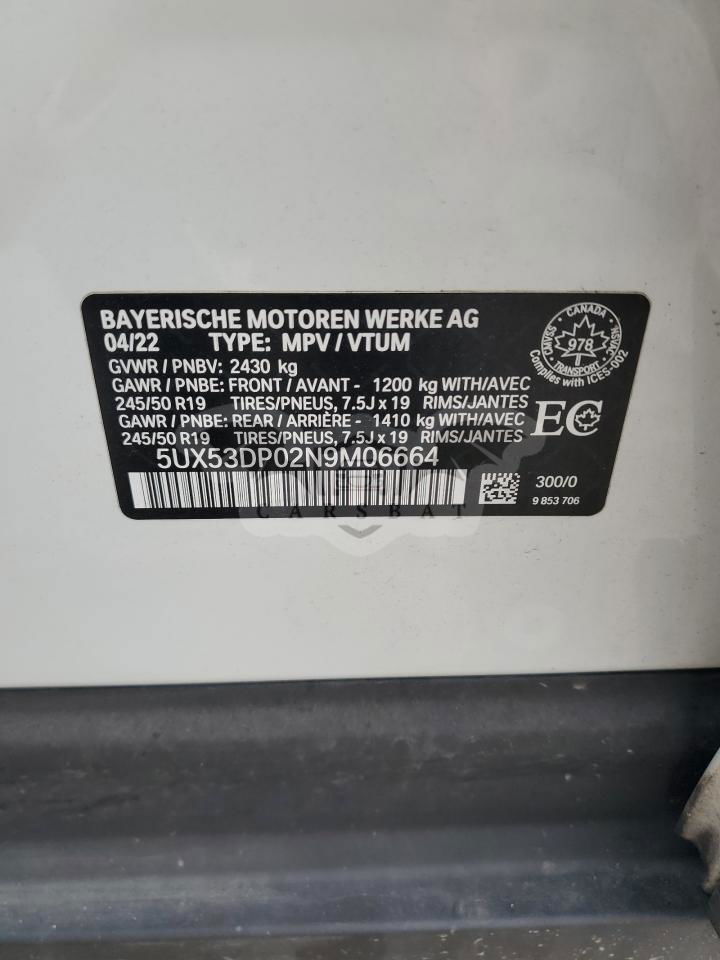 BAYERISCHE MOTOREN WERKE AG
04/22 TYPE: MPV / VTUM
GVWR / PNBV: 2430 kg
GAWR / PNBE: FRONT / AVANT - 1200 kg WITH/AVEC
245/50 R19 TIRES/PNEUS, 7.5J x 19 RIMS/JANTES
GAWR / PNBE: REAR / ARRIÈRE - 1410 kg WITH/AVEC
245/50 R19 TIRES/PNEUS, 7.5J x 19 RIMS/JANTES
5UX53DP02N9M06664
CANADA
978
TRANSPORT
CMVSS
NSVAC
Complies with ICES-002
EC
300/0
9 853 706
CARSBAT